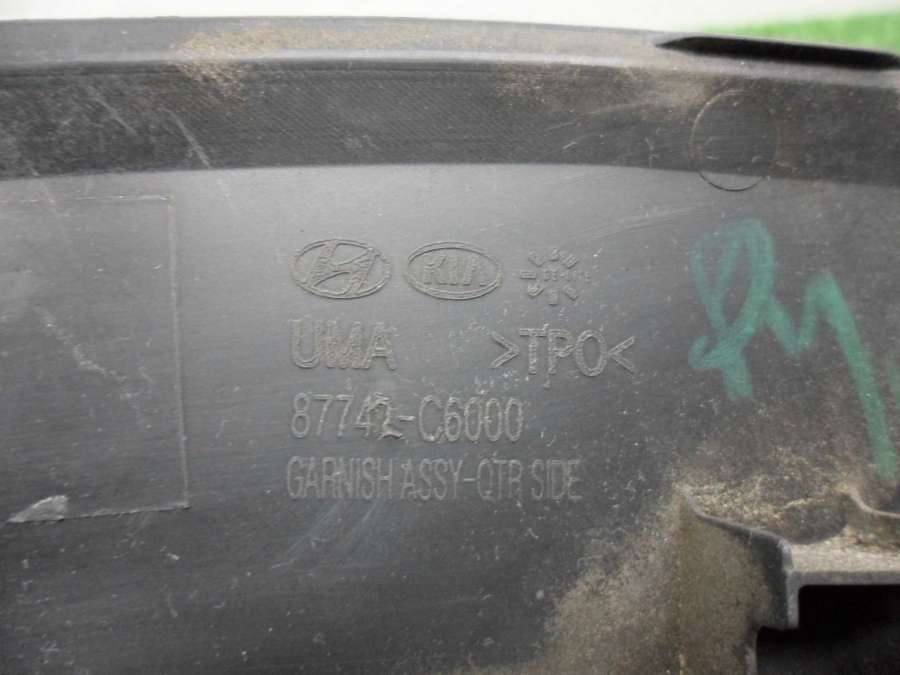 KIA
UMA >TPO<
87742-C6000
GARNISH ASSY-QTR SIDE